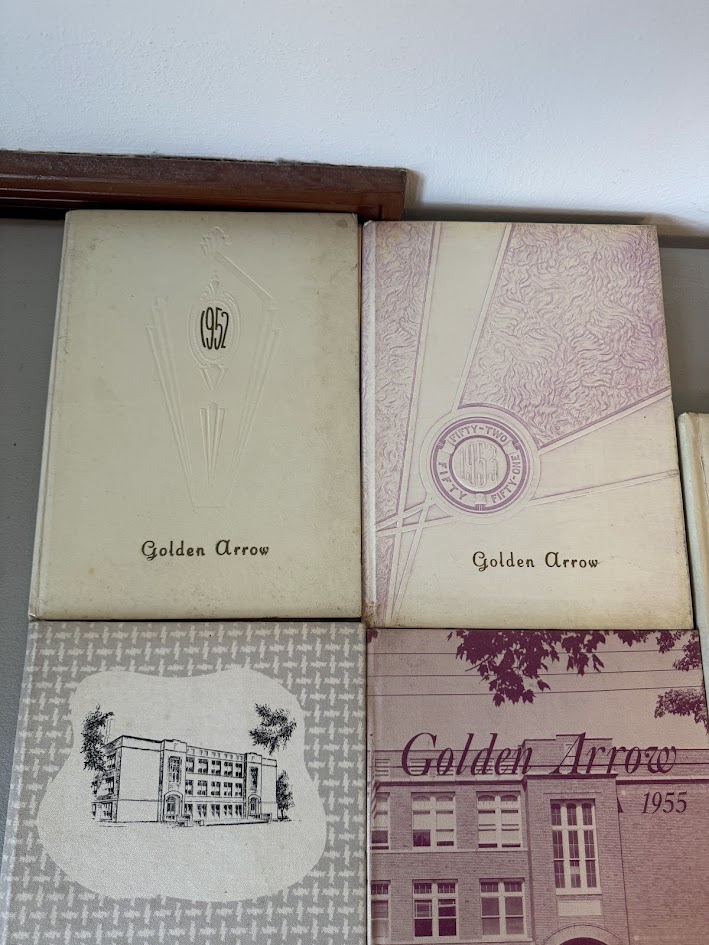 1952
Golden Arrow
FIFTY-TWO
1953
FIFTY
FIFTY-ONE
Golden Arrow
Golden Arrow
1955